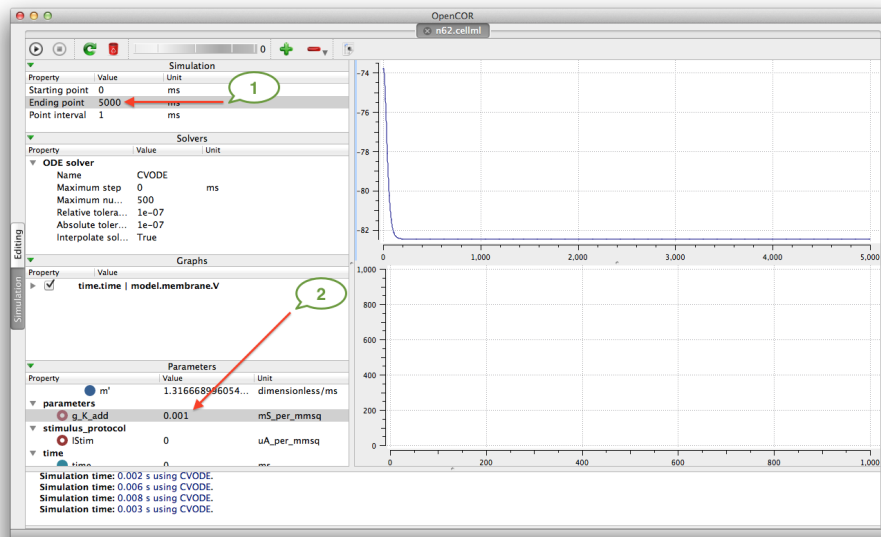 OpenCOR
n62.cellml
0
Simulation
Property Value Unit
Starting point 0 ms
Ending point 5000 ms
Point interval 1 ms
1
Solvers
Property Value Unit
ODE solver
Name CVODE
Maximum step 0 ms
Maximum nu... 500
Relative tolera... 1e-07
Absolute toler... 1e-07
Interpolate sol... True
Graphs
Property Value
time.time | model.membrane.V
2
Parameters
Property Value Unit
m' 1.316668996054... dimensionless/ms
parameters
g_K_add 0.001 mS_per_mmsq
stimulus_protocol
IStim 0 uA_per_mmsq
time
time 0 ms
Editing
Simulation
-74
-76
-78
-80
-82
0 1,000 2,000 3,000 4,000 5,000
1,000
800
600
400
200
0
0 200 400 600 800 1,000
Simulation time: 0.002 s using CVODE.
Simulation time: 0.006 s using CVODE.
Simulation time: 0.008 s using CVODE.
Simulation time: 0.003 s using CVODE.